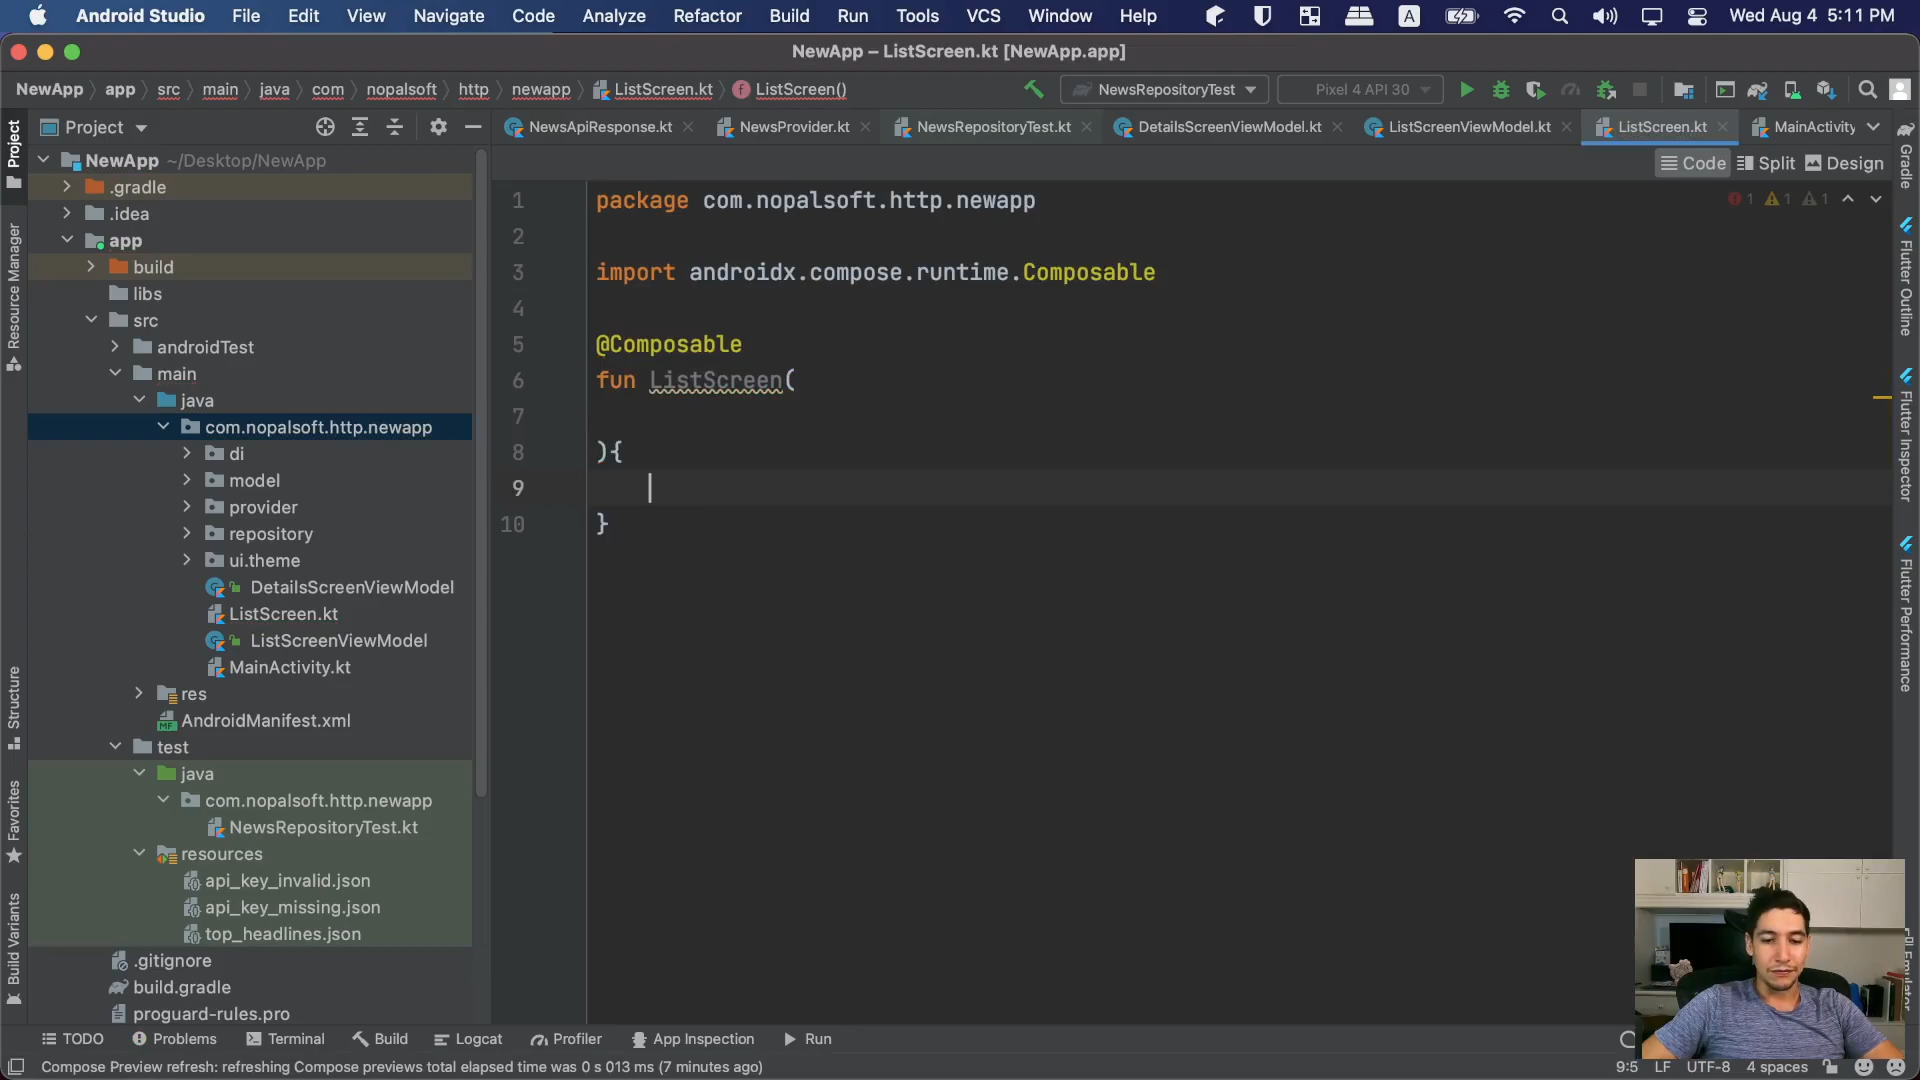 Android Studio File Edit View Navigate Code Analyze Refactor Build Run Tools VCS Window Help A Wed Aug 4 5:11 PM
NewApp – ListScreen.kt [NewApp.app]
NewApp app src main java com nopalsoft http newapp ListScreen.kt ListScreen() NewsRepositoryTest Pixel 4 API 30
Project NewsApiResponse.kt NewsProvider.kt NewsRepositoryTest.kt DetailsScreenViewModel.kt ListScreenViewModel.kt ListScreen.kt MainActivity
Code Split Design
NewApp ~/Desktop/NewApp
.gradle
.idea
app
build
libs
src
androidTest
main
java
com.nopalsoft.http.newapp
di
model
provider
repository
ui.theme
DetailsScreenViewModel
ListScreen.kt
ListScreenViewModel
MainActivity.kt
res
AndroidManifest.xml
test
java
com.nopalsoft.http.newapp
NewsRepositoryTest.kt
resources
api_key_invalid.json
api_key_missing.json
top_headlines.json
.gitignore
build.gradle
proguard-rules.pro
1 package com.nopalsoft.http.newapp
2
3 import androidx.compose.runtime.Composable
4
5 @Composable
6 fun ListScreen(
7
8 ){
9
10 }
1 1 1
Project
Resource Manager
Structure
Favorites
Build Variants
Gradle
Flutter Outline
Flutter Inspector
Flutter Performance
Emulator
TODO Problems Terminal Build Logcat Profiler App Inspection Run
Compose Preview refresh: refreshing Compose previews total elapsed time was 0 s 013 ms (7 minutes ago) 9:5 LF UTF-8 4 spaces